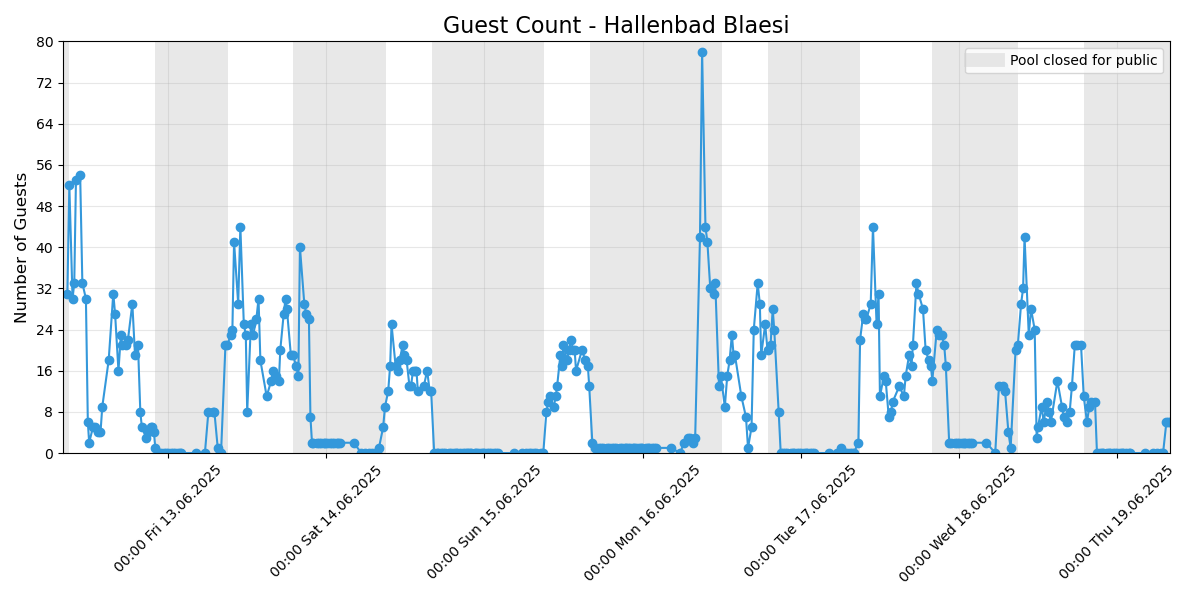 Guest Count - Hallenbad Blaesi
Pool closed for public
Number of Guests
80
72
64
56
48
40
32
24
16
8
0
00:00 Fri 13.06.2025
00:00 Sat 14.06.2025
00:00 Sun 15.06.2025
00:00 Mon 16.06.2025
00:00 Tue 17.06.2025
00:00 Wed 18.06.2025
00:00 Thu 19.06.2025